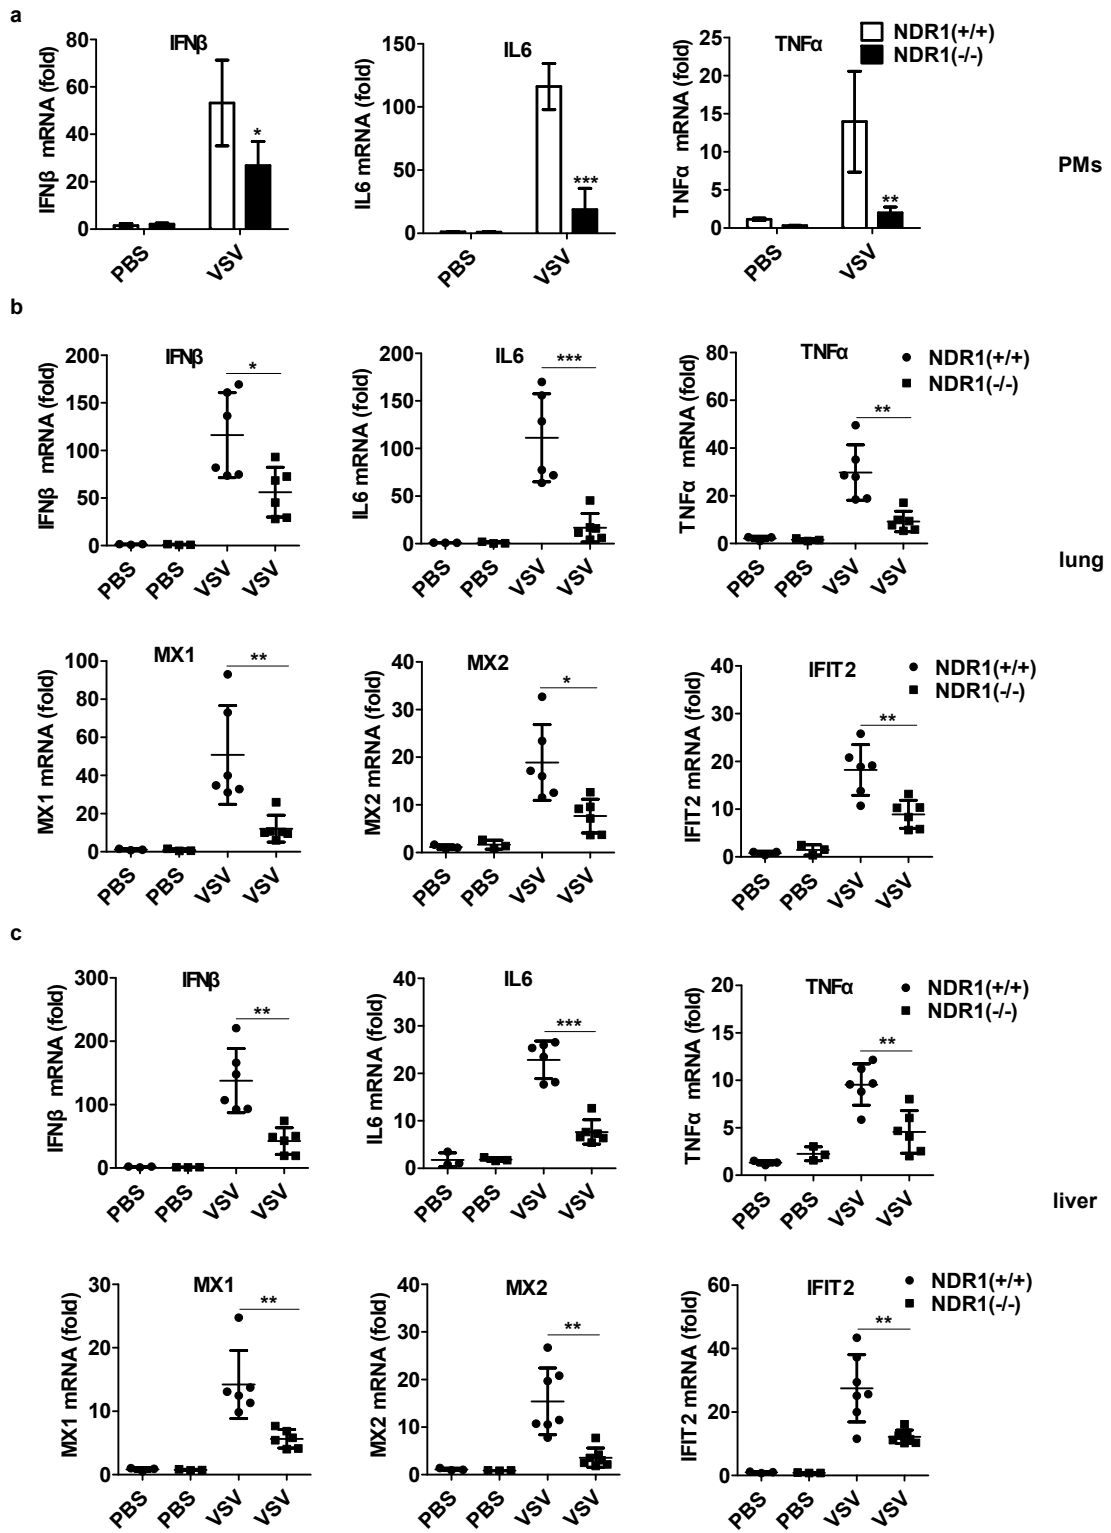 a
IFNβ
IL6
TNFα
NDR1(+/+)
NDR1(-/-)
IFNβ mRNA (fold)
80
60
40
20
0
*
PBS
VSV
IL6 mRNA (fold)
150
100
50
0
***
PBS
VSV
TNFα mRNA (fold)
25
20
15
10
5
0
**
PBS
VSV
PMs
b
IFNβ
IFNβ mRNA (fold)
200
150
100
50
0
*
PBS
PBS
VSV
VSV
IL6
IL6 mRNA (fold)
200
150
100
50
0
***
PBS
PBS
VSV
VSV
TNFα
TNFα mRNA (fold)
80
60
40
20
0
**
PBS
PBS
VSV
VSV
NDR1(+/+)
NDR1(-/-)
lung
MX1
MX1 mRNA (fold)
100
80
60
40
20
0
**
PBS
PBS
VSV
VSV
MX2
MX2 mRNA (fold)
40
30
20
10
0
*
PBS
PBS
VSV
VSV
IFIT2
IFIT2 mRNA (fold)
40
30
20
10
0
**
PBS
PBS
VSV
VSV
NDR1(+/+)
NDR1(-/-)
c
IFNβ
IFNβ mRNA (fold)
300
200
100
0
**
PBS
PBS
VSV
VSV
IL6
IL6 mRNA (fold)
40
30
20
10
0
***
PBS
PBS
VSV
VSV
TNFα
TNFα mRNA (fold)
20
15
10
5
0
**
PBS
PBS
VSV
VSV
NDR1(+/+)
NDR1(-/-)
liver
MX1
MX1 mRNA (fold)
30
20
10
0
**
PBS
PBS
VSV
VSV
MX2
MX2 mRNA (fold)
40
30
20
10
0
**
PBS
PBS
VSV
VSV
IFIT2
IFIT2 mRNA (fold)
60
40
20
0
**
PBS
PBS
VSV
VSV
NDR1(+/+)
NDR1(-/-)